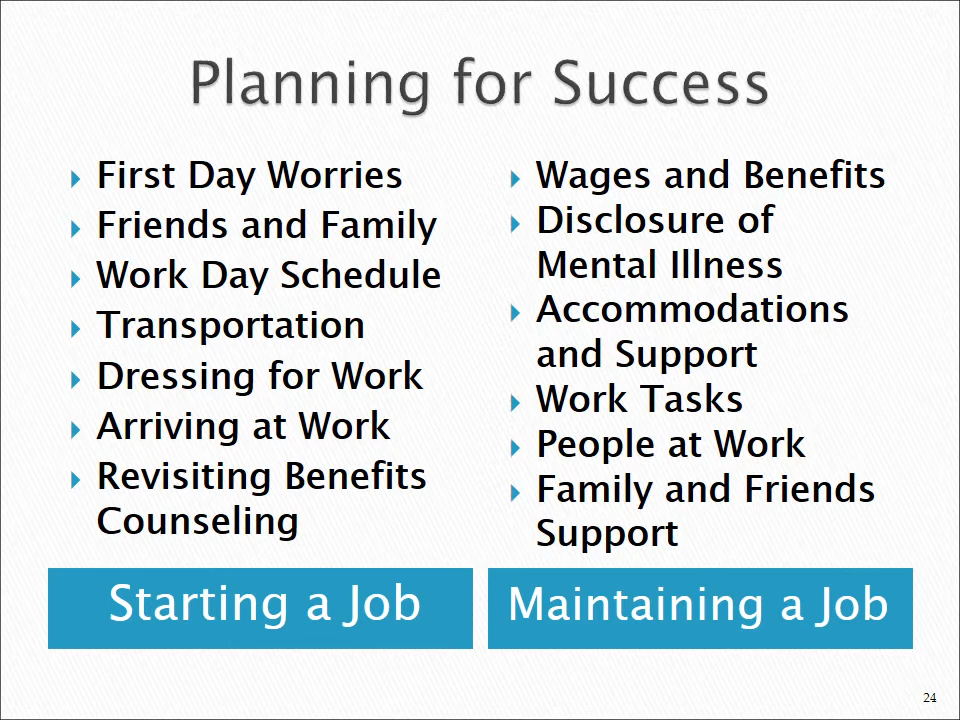 Planning for Success
First Day Worries
Friends and Family
Work Day Schedule
Transportation
Dressing for Work
Arriving at Work
Revisiting Benefits
Counseling
Starting a Job
Wages and Benefits
Disclosure of
Mental Illness
Accommodations
and Support
Work Tasks
People at Work
Family and Friends
Support
Maintaining a Job
24